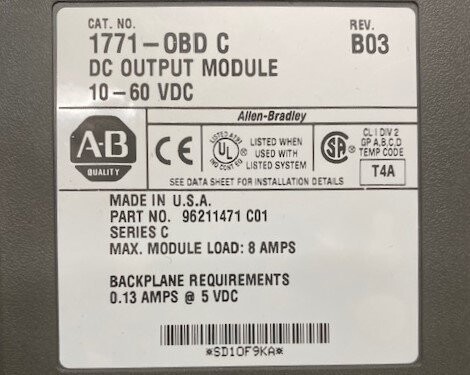 CAT. NO.
1771-OBD C
DC OUTPUT MODULE
10-60 VDC
REV.
B03
Allen-Bradley
A-B
QUALITY
CE
UL
LISTED WHEN
USED WITH
LISTED SYSTEM
SA
CL I DIV 2
GP A,B,C,D
TEMP CODE
T4A
SEE DATA SHEET FOR INSTALLATION DETAILS
MADE IN U.S.A.
PART NO. 96211471 C01
SERIES C
MAX. MODULE LOAD: 8 AMPS
BACKPLANE REQUIREMENTS
0.13 AMPS @ 5 VDC
*SD10F9KA*